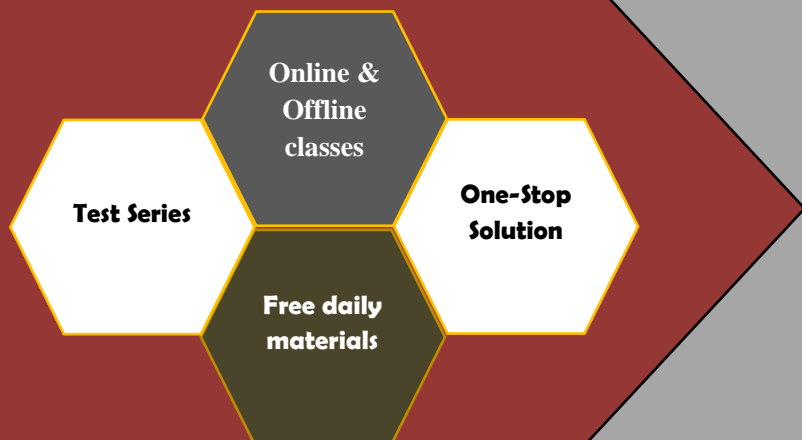 Online &
Offline
classes
Test Series
One-Stop
Solution
Free daily
materials